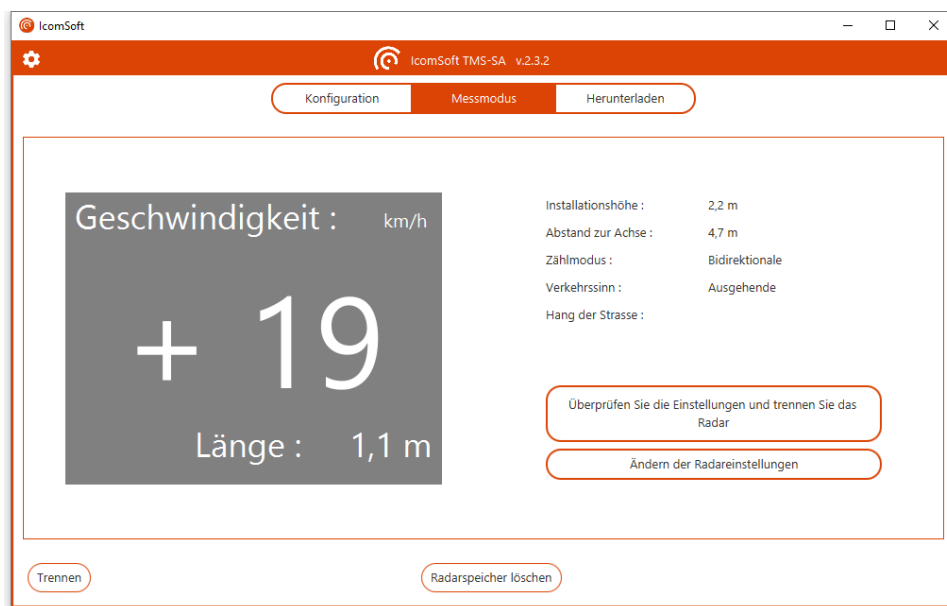 IcomSoft
IcomSoft TMS-SA v.2.3.2
Konfiguration
Messmodus
Herunterladen
Geschwindigkeit : km/h
+ 19
Länge : 1,1 m
Installationshöhe : 2,2 m
Abstand zur Achse : 4,7 m
Zählmodus : Bidirektionale
Verkehrssinn : Ausgehende
Hang der Strasse :
Überprüfen Sie die Einstellungen und trennen Sie das
Radar
Ändern der Radareinstellungen
Trennen
Radarspeicher löschen